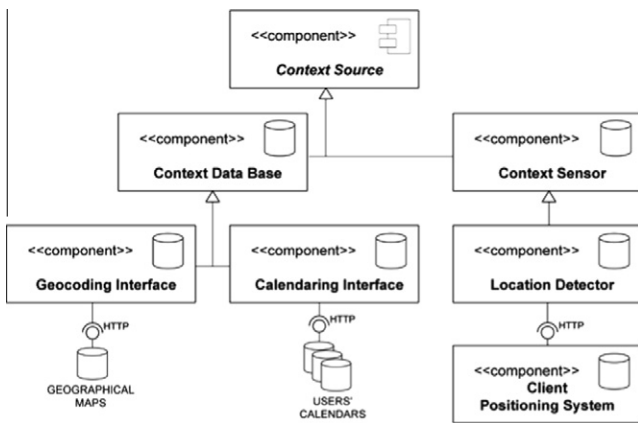 <<component>>
Context Source
<<component>>
Context Data Base
<<component>>
Context Sensor
<<component>>
Geocoding Interface
<<component>>
Calendaring Interface
<<component>>
Location Detector
HTTP
HTTP
HTTP
GEOGRAPHICAL
MAPS
USERS'
CALENDARS
<<component>>
Client
Positioning System